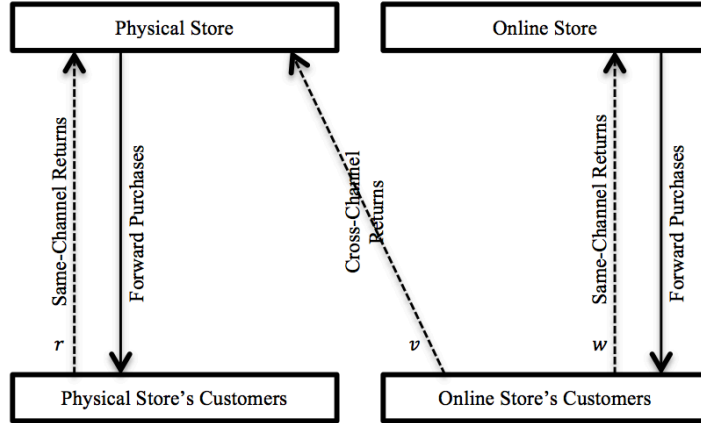 Physical Store
Online Store
Same-Channel Returns
Forward Purchases
Cross-Channel
Returns
Same-Channel Returns
Forward Purchases
r
v
w
Physical Store’s Customers
Online Store’s Customers